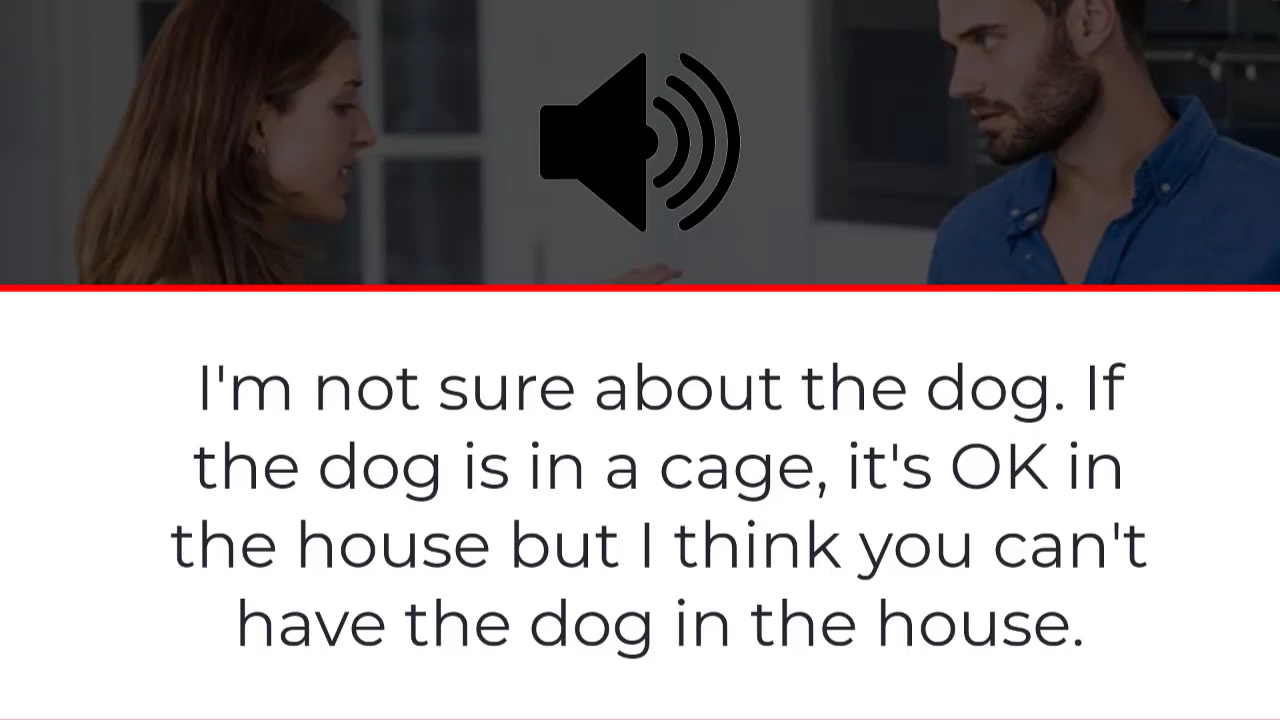 I'm not sure about the dog. If
the dog is in a cage, it's OK in
the house but I think you can't
have the dog in the house.